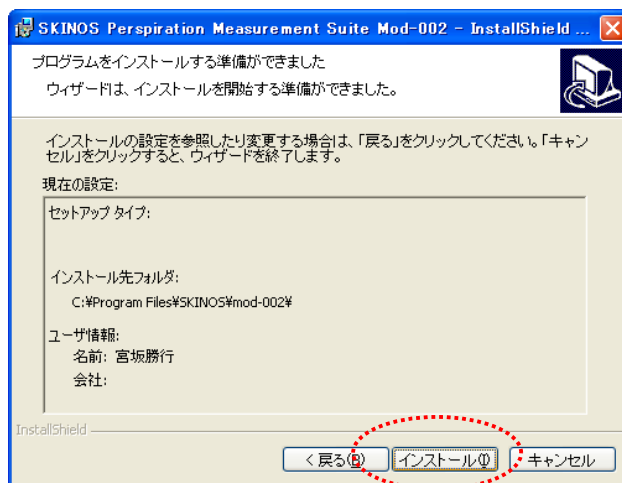 SKINOS Perspiration Measurement Suite Mod-002 - InstallShield ...
プログラムをインストールする準備ができました
ウィザードは、インストールを開始する準備ができました。
インストールの設定を参照したり変更する場合は、「戻る」をクリックしてください。「キャン
セル」をクリックすると、ウィザードを終了します。
現在の設定:
セットアップ タイプ:
インストール先フォルダ:
C:¥Program Files¥SKINOS¥mod-002¥
ユーザ情報:
名前: 宮坂勝行
会社:
InstallShield
< 戻る(B)
インストール(I)
キャンセル